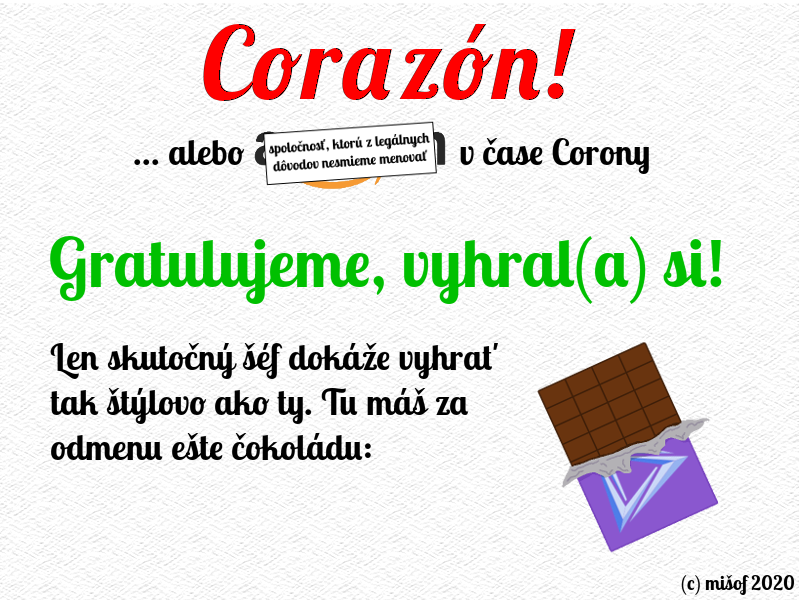 Corazón!
... alebo a n v čase Corony
spoločnosť, ktorú z legálnych
dôvodov nesmieme menovať
Gratulujeme, vyhral(a) si!
Len skutočný šéf dokáže vyhrať
tak štýlovo ako ty. Tu máš za
odmenu ešte čokoládu:
(c) mišof 2020